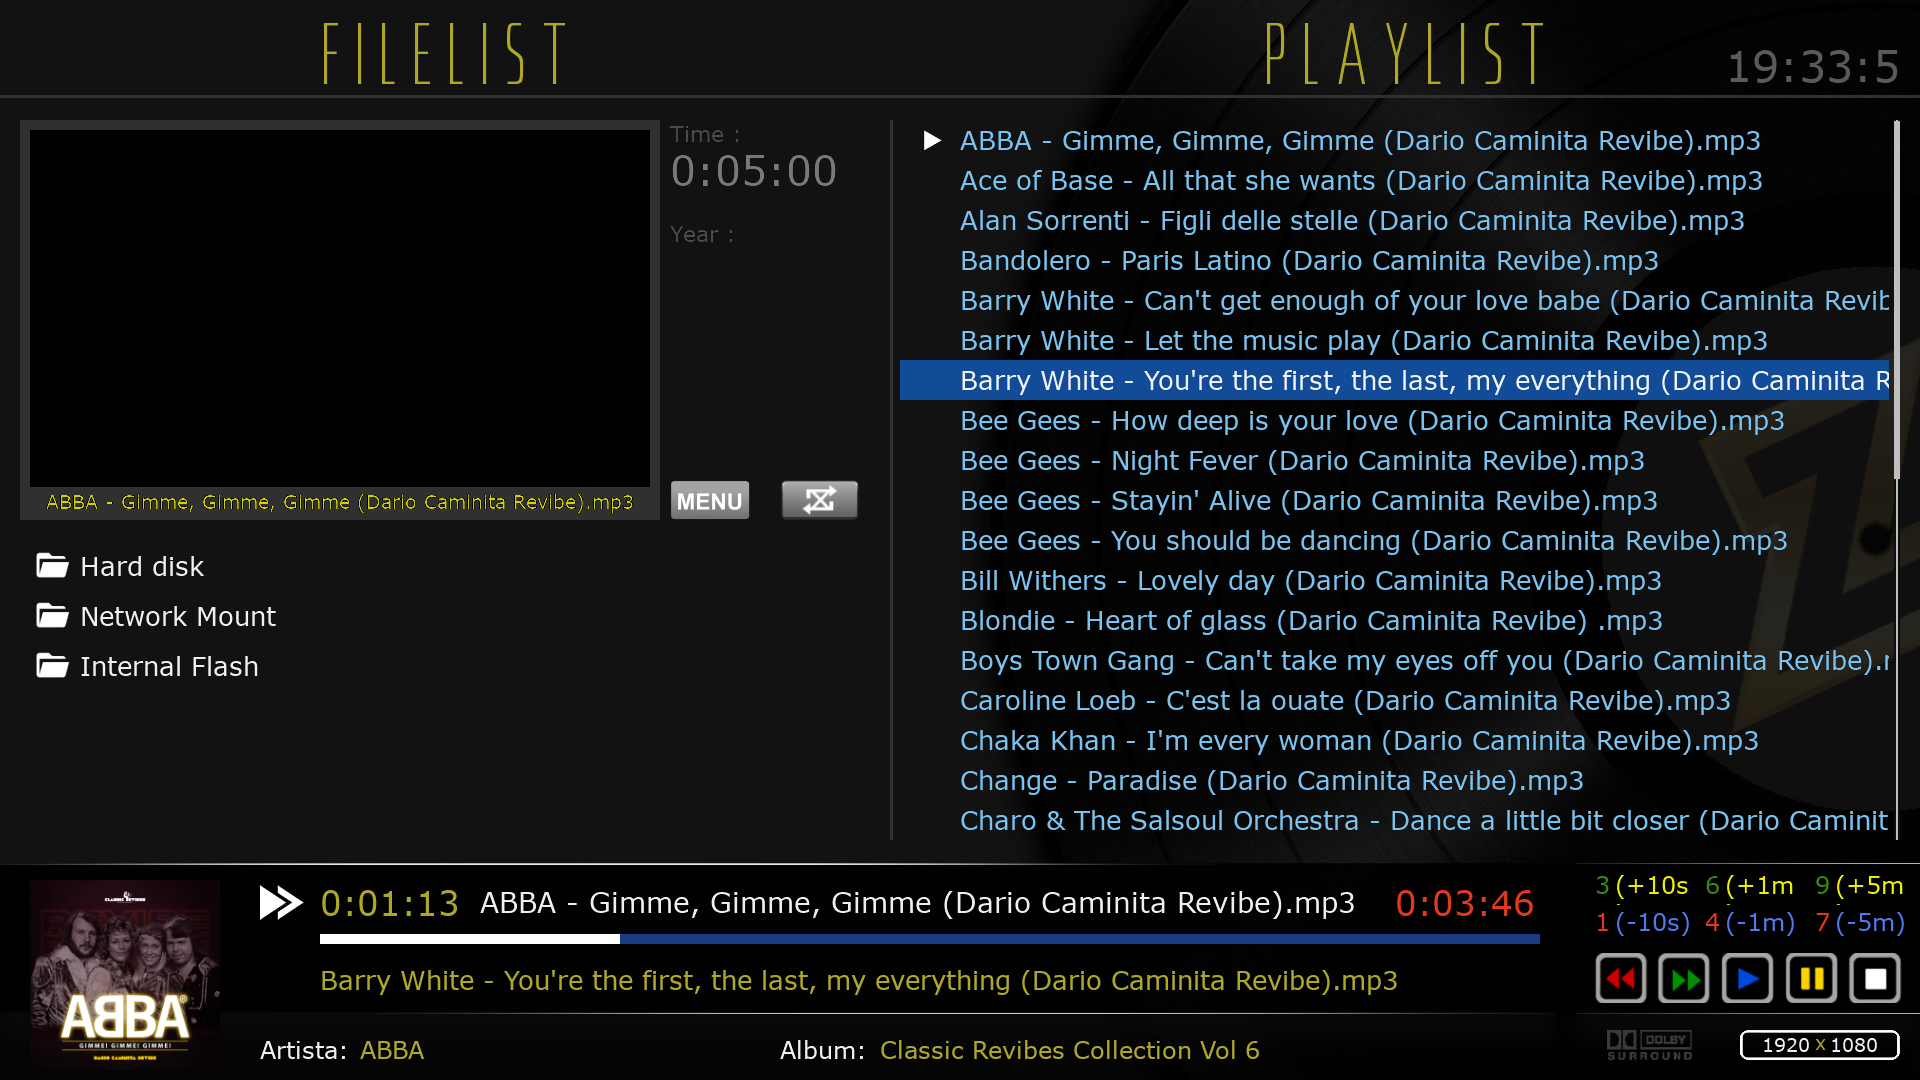 FILELIST
PLAYLIST
19:33:5
Time :
0:05:00
Year :
MENU
ABBA - Gimme, Gimme, Gimme (Dario Caminita Revibe).mp3
Hard disk
Network Mount
Internal Flash
ABBA - Gimme, Gimme, Gimme (Dario Caminita Revibe).mp3
Ace of Base - All that she wants (Dario Caminita Revibe).mp3
Alan Sorrenti - Figli delle stelle (Dario Caminita Revibe).mp3
Bandolero - Paris Latino (Dario Caminita Revibe).mp3
Barry White - Can't get enough of your love babe (Dario Caminita Revib
Barry White - Let the music play (Dario Caminita Revibe).mp3
Barry White - You're the first, the last, my everything (Dario Caminita R
Bee Gees - How deep is your love (Dario Caminita Revibe).mp3
Bee Gees - Night Fever (Dario Caminita Revibe).mp3
Bee Gees - Stayin' Alive (Dario Caminita Revibe).mp3
Bee Gees - You should be dancing (Dario Caminita Revibe).mp3
Bill Withers - Lovely day (Dario Caminita Revibe).mp3
Blondie - Heart of glass (Dario Caminita Revibe) .mp3
Boys Town Gang - Can't take my eyes off you (Dario Caminita Revibe).
Caroline Loeb - C'est la ouate (Dario Caminita Revibe).mp3
Chaka Khan - I'm every woman (Dario Caminita Revibe).mp3
Change - Paradise (Dario Caminita Revibe).mp3
Charo & The Salsoul Orchestra - Dance a little bit closer (Dario Caminit
0:01:13 ABBA - Gimme, Gimme, Gimme (Dario Caminita Revibe).mp3 0:03:46
Barry White - You're the first, the last, my everything (Dario Caminita Revibe).mp3
Artista: ABBA
Album: Classic Revibes Collection Vol 6
3 (+10s 6 (+1m 9 (+5m
1 (-10s) 4 (-1m) 7 (-5m)
DOLBY
SURROUND
1920 x 1080
CLASSIC REVIBES
ABBA
GIMME! GIMME! GIMME!
DARIO CAMINITA REVIBE